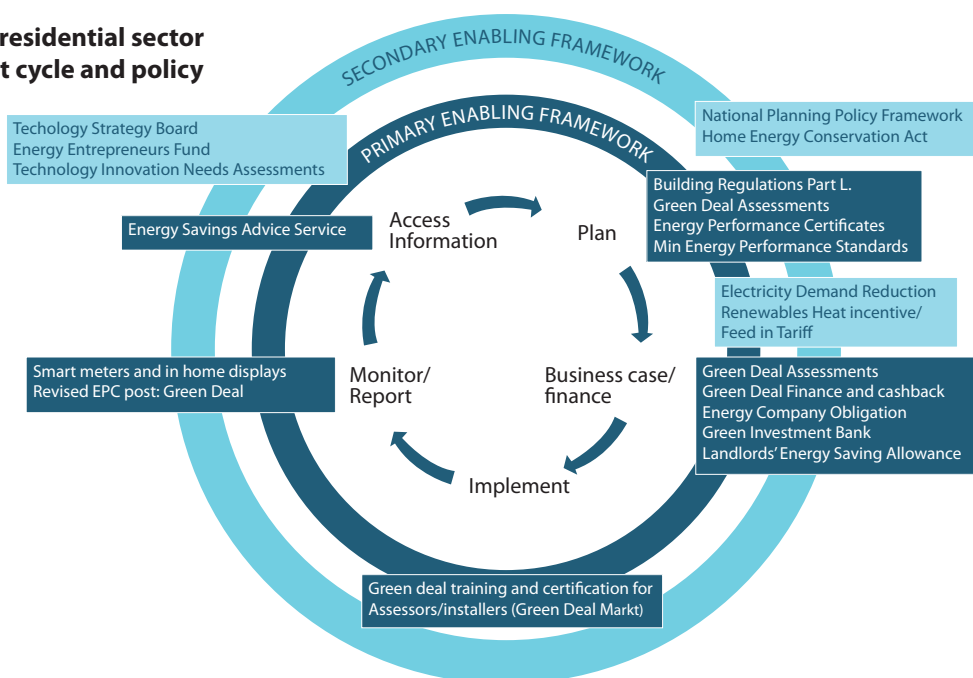 residential sector
t cycle and policy
SECONDARY ENABLING FRAMEWORK
PRIMARY ENABLING FRAMEWORK
Techology Strategy Board
Energy Entrepreneurs Fund
Technology Innovation Needs Assessments
National Planning Policy Framework
Home Energy Conservation Act
Building Regulations Part L.
Green Deal Assessments
Energy Performance Certificates
Min Energy Performance Standards
Energy Savings Advice Service
Access
Information
Plan
Electricity Demand Reduction
Renewables Heat incentive/
Feed in Tariff
Smart meters and in home displays
Revised EPC post: Green Deal
Monitor/
Report
Business case/
finance
Green Deal Assessments
Green Deal Finance and cashback
Energy Company Obligation
Green Investment Bank
Landlords' Energy Saving Allowance
Implement
Green deal training and certification for
Assessors/installers (Green Deal Markt)